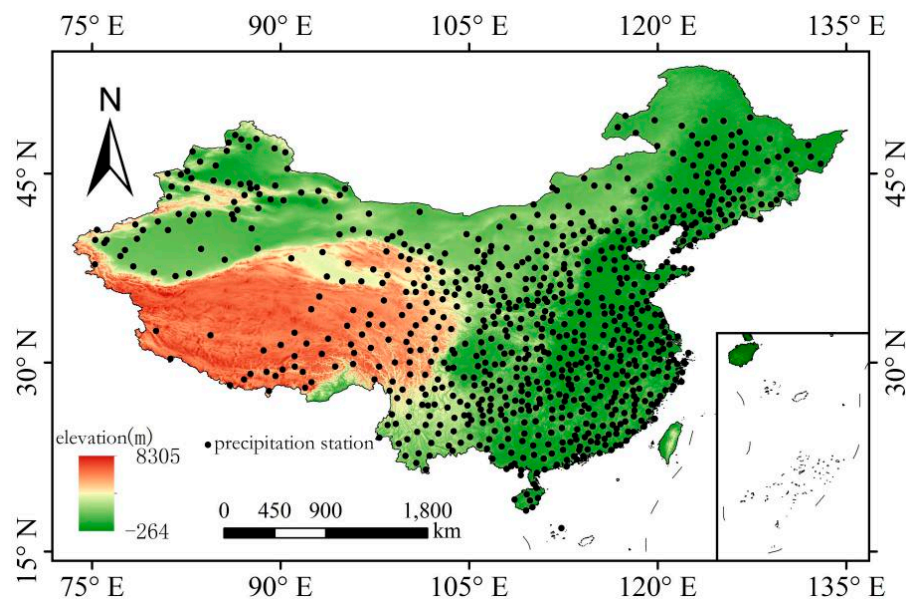 75° E 90° E 105° E 120° E 135° E
N
45° N 45° N
30° N 30° N
elevation(m)
precipitation station
8305
-264
0 450 900 1,800
km
15° N 15° N
75° E 90° E 105° E 120° E 135° E